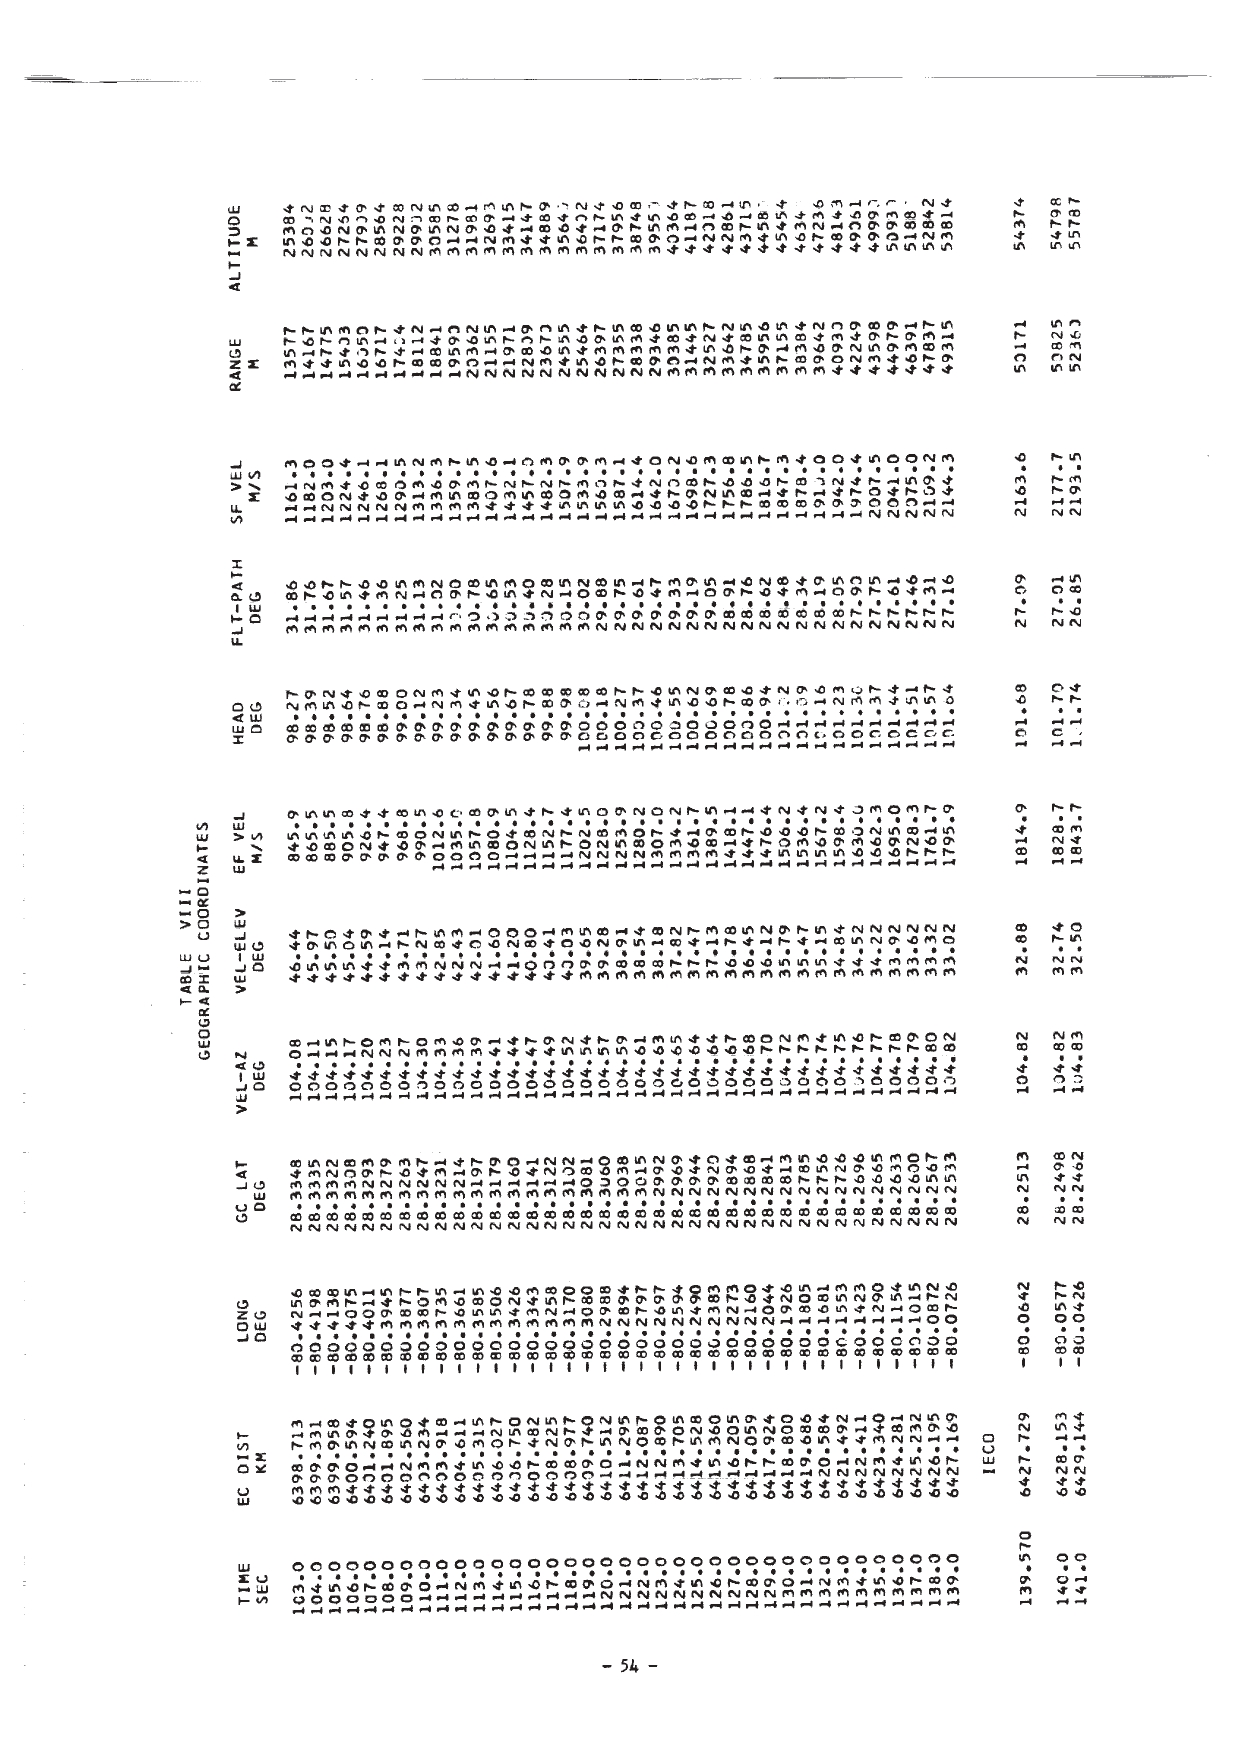 TABLE VIII
GEOGRAPHIC COORDINATES
TIME EC DIST LONG GC LAT VEL-AZ VEL-ELEV EF VEL HEAD FLT-PATH SF VEL RANGE ALTITUDE
SEC KM DEG DEG DEG DEG M/S DEG DEG M/S M M
103.0 6398.713 -80.4256 28.3348 104.08 46.44 845.9 98.27 31.86 1161.3 13577 25384
104.0 6399.331 -80.4198 28.3335 104.11 45.97 865.5 98.39 31.76 1182.0 14167 26002
105.0 6399.958 -80.4138 28.3322 104.15 45.50 885.5 98.52 31.67 1203.0 14775 26628
106.0 6400.594 -80.4075 28.3308 104.17 45.04 905.8 98.64 31.57 1224.4 15403 27264
107.0 6401.240 -80.4011 28.3293 104.20 44.59 926.4 98.76 31.46 1246.1 16050 27909
108.0 6401.895 -80.3945 28.3279 104.23 44.14 947.4 98.88 31.36 1268.1 16717 28564
109.0 6402.560 -80.3877 28.3263 104.27 43.71 968.8 99.00 31.25 1290.5 17404 29228
110.0 6403.234 -80.3807 28.3247 104.30 43.27 990.5 99.12 31.13 1313.2 18112 29902
111.0 6403.918 -80.3735 28.3231 104.33 42.85 1012.6 99.23 31.02 1336.3 18841 30585
112.0 6404.611 -80.3661 28.3214 104.36 42.43 1035.0 99.34 30.90 1359.7 19590 31278
113.0 6405.315 -80.3585 28.3197 104.39 42.01 1057.8 99.45 30.78 1383.5 20362 31981
114.0 6406.027 -80.3506 28.3179 104.41 41.60 1080.9 99.56 30.65 1407.6 21155 32693
115.0 6406.750 -80.3426 28.3160 104.44 41.20 1104.5 99.67 30.53 1432.1 21971 33415
116.0 6407.482 -80.3343 28.3141 104.47 40.80 1128.4 99.78 30.40 1457.0 22809 34147
117.0 6408.225 -80.3258 28.3122 104.49 40.41 1152.7 99.88 30.28 1482.3 23670 34889
118.0 6408.977 -80.3170 28.3102 104.52 40.03 1177.4 99.98 30.15 1507.9 24555 35640
119.0 6409.740 -80.3080 28.3081 104.54 39.65 1202.5 100.08 30.02 1533.9 25464 36402
120.0 6410.512 -80.2988 28.3060 104.57 39.28 1228.0 100.18 29.88 1560.3 26397 37174
121.0 6411.295 -80.2894 28.3038 104.59 38.91 1253.9 100.27 29.75 1587.1 27355 37956
122.0 6412.087 -80.2797 28.3015 104.61 38.54 1280.2 100.37 29.61 1614.4 28338 38748
123.0 6412.890 -80.2697 28.2992 104.63 38.18 1307.0 100.46 29.47 1642.0 29346 39550
124.0 6413.705 -80.2594 28.2969 104.65 37.82 1334.2 100.55 29.33 1670.2 30385 40364
125.0 6414.528 -80.2490 28.2944 104.64 37.47 1361.7 100.62 29.19 1698.6 31445 41187
126.0 6415.360 -80.2383 28.2920 104.64 37.13 1389.5 100.69 29.05 1727.3 32527 42018
127.0 6416.205 -80.2273 28.2894 104.67 36.78 1418.1 100.78 28.91 1756.8 33642 42861
128.0 6417.059 -80.2160 28.2868 104.68 36.45 1447.1 100.86 28.76 1786.5 34785 43715
129.0 6417.924 -80.2044 28.2841 104.70 36.12 1476.4 100.94 28.62 1816.7 35956
130.0 6418.800 -80.1926 28.2813 104.72 35.79 1506.2 101.02 28.48 1847.3 37155 45454
131.0 6419.686 -80.1805 28.2785 104.73 35.47 1536.4 101.09 28.34 1878.4 38384
132.0 6420.584 -80.1681 28.2756 104.74 35.15 1567.2 101.16 28.19 1910.0 39642 47236
133.0 6421.492 -80.1553 28.2726 104.75 34.84 1598.4 101.23 28.05 1942.0 40930 48143
134.0 6422.411 -80.1423 28.2696 104.76 34.52 1630.0 101.30 27.90 1974.4 42249 49061
135.0 6423.340 -80.1290 28.2665 104.77 34.22 1662.3 101.37 27.75 2007.5 43598 49990
136.0 6424.281 -80.1154 28.2633 104.78 33.92 1695.0 101.44 27.61 2041.0 44979
137.0 6425.232 -80.1015 28.2600 104.79 33.62 1728.3 101.51 27.46 2075.0 46391
138.0 6426.195 -80.0872 28.2567 104.80 33.32 1761.7 101.57 27.31 2109.2 47837 52842
139.0 6427.169 -80.0726 28.2533 104.82 33.02 1795.9 101.64 27.16 2144.3 49315 53814
IECO
139.570 6427.729 -80.0642 28.2513 104.82 32.88 1814.9 101.68 27.09 2163.6 50171 54374
140.0 6428.153 -80.0577 28.2498 104.82 32.74 1828.7 101.70 27.01 2177.7 50825 54798
141.0 6429.144 -80.0426 28.2462 104.83 32.50 1843.7 101.74 26.85 2193.5 52360 55787
- 54 -